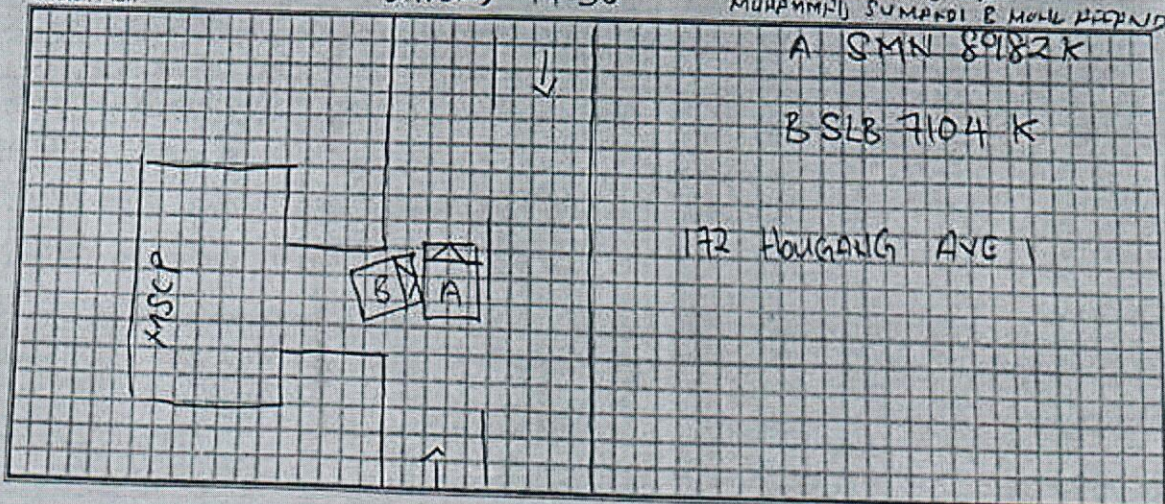 MUHAMMAD SUMARDI B MOHD
A SMN 8982K
B SLB 7104 K
172 HOUGANG AVE 1
MSCP
B
A